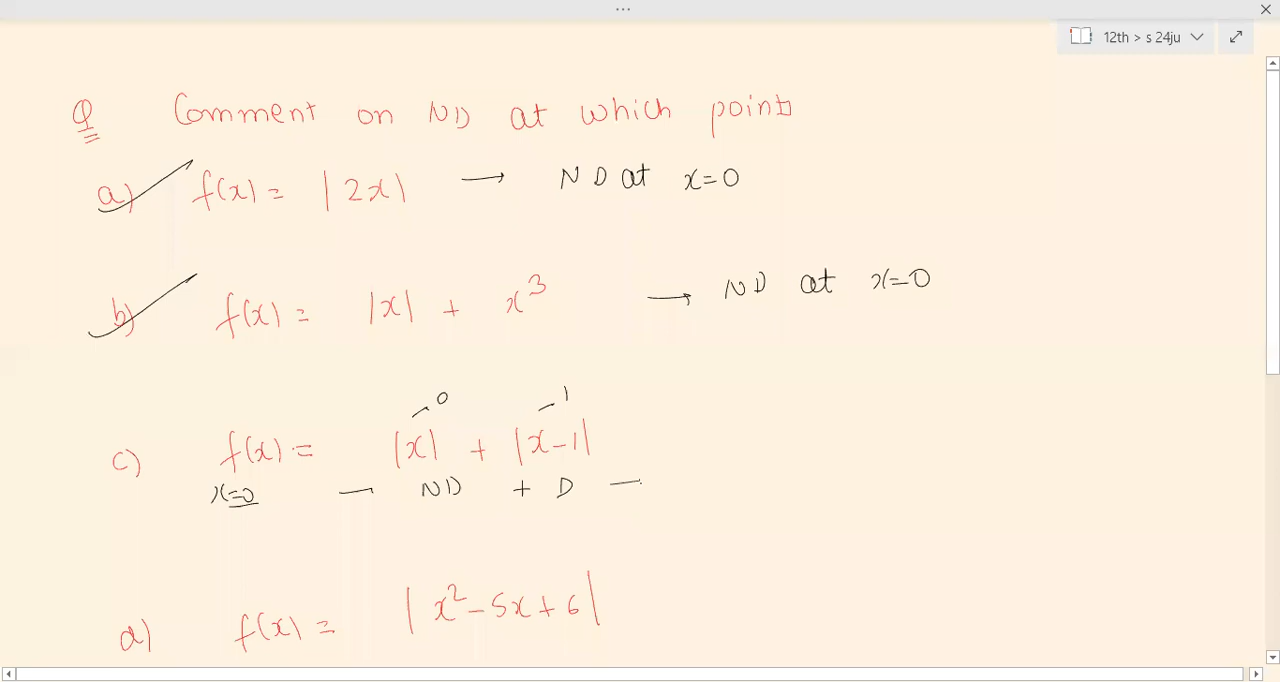 12th > s 24ju
Q Comment on ND at which points
a) f(x) = |2x| → ND at x=0
b) f(x) = |x| + x³ → ND at x=0
0 1
c) f(x) = |x| + |x-1|
x=0 — ND + D —
d) f(x) = |x² - 5x + 6|